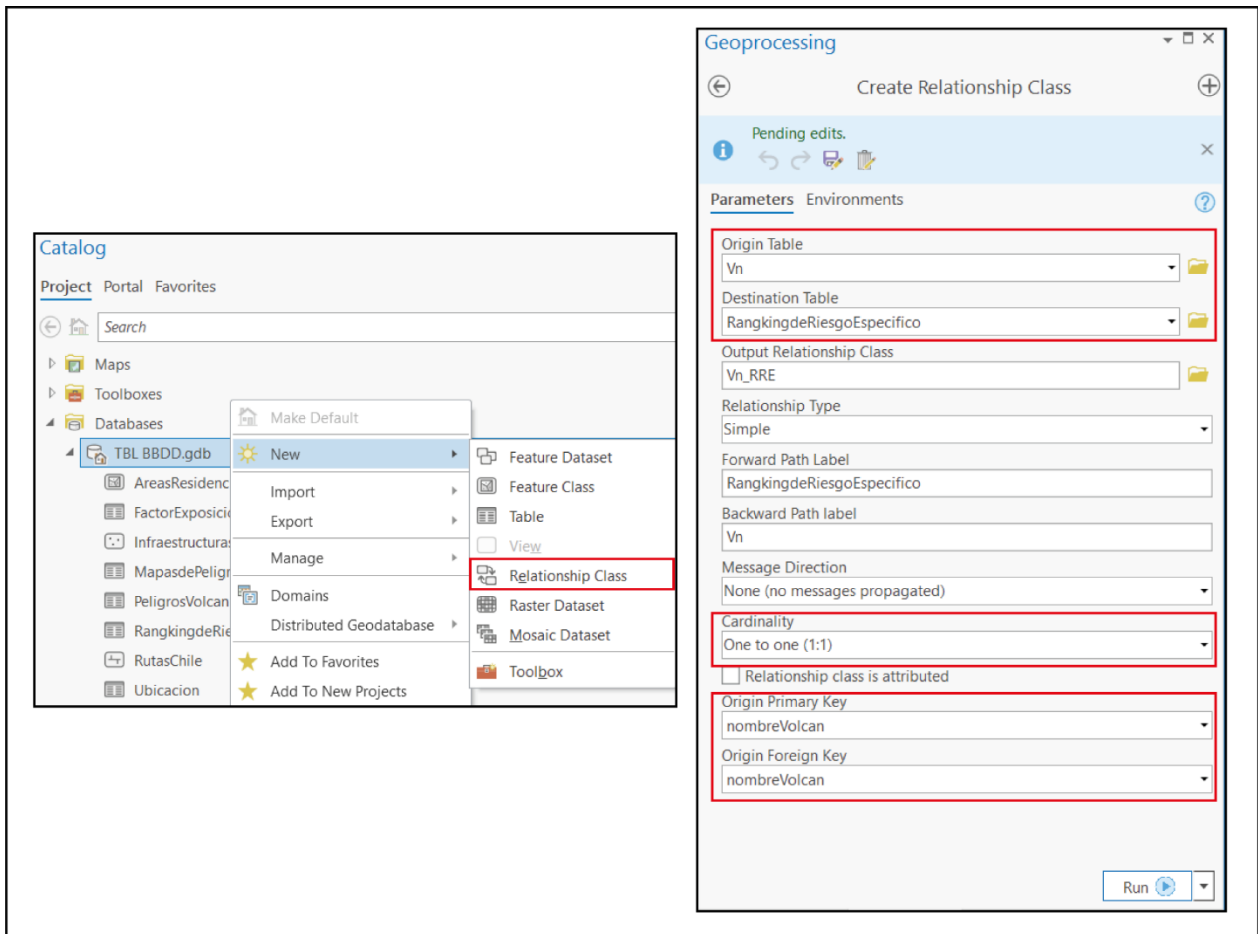 Catalog
Project Portal Favorites
Search
Maps
Toolboxes
Databases
TBL BBDD.gdb
AreasResidenc
FactorExposicio
Infraestructuras
MapasdePeligr
PeligrosVolcan
RangkingdeRie
RutasChile
Ubicacion
Make Default
New
Import
Export
Manage
Domains
Distributed Geodatabase
Add To Favorites
Add To New Projects
Feature Dataset
Feature Class
Table
View
Relationship Class
Raster Dataset
Mosaic Dataset
Toolbox
Geoprocessing
Create Relationship Class
Pending edits.
Parameters Environments
Origin Table
Vn
Destination Table
RangkingdeRiesgoEspecifico
Output Relationship Class
Vn_RRE
Relationship Type
Simple
Forward Path Label
RangkingdeRiesgoEspecifico
Backward Path label
Vn
Message Direction
None (no messages propagated)
Cardinality
One to one (1:1)
Relationship class is attributed
Origin Primary Key
nombreVolcan
Origin Foreign Key
nombreVolcan
Run